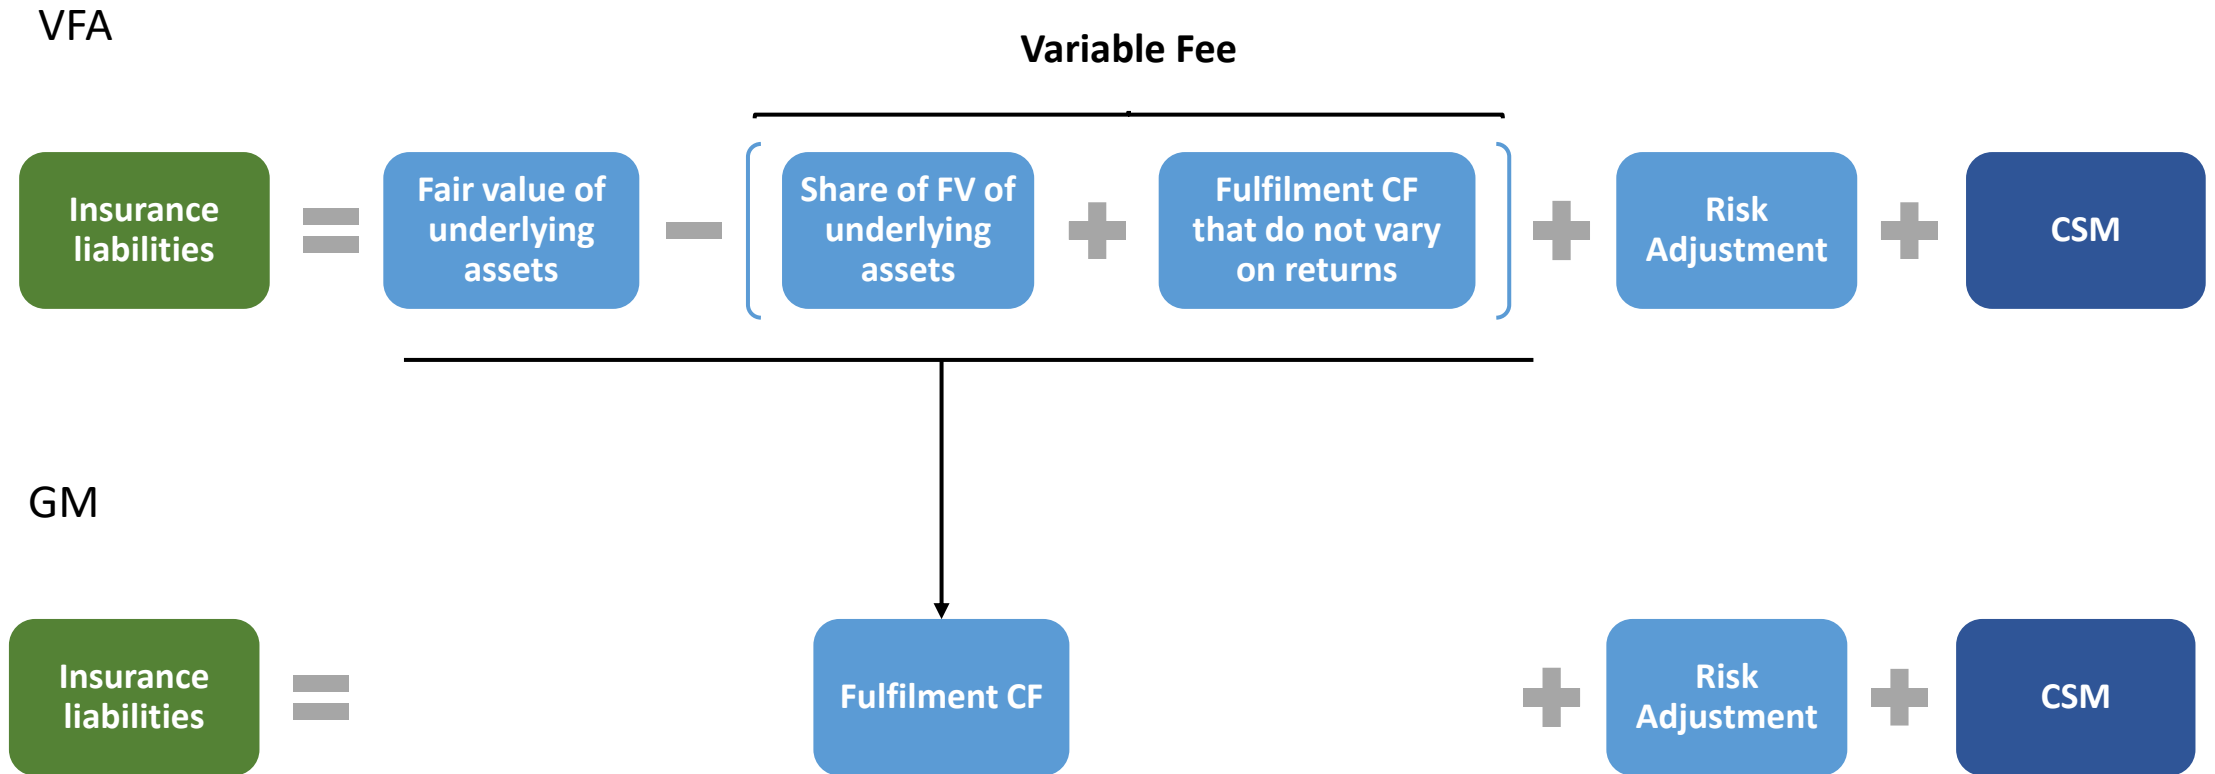 VFA
Variable Fee
Insurance
liabilities
=
Fair value of
underlying
assets
−
Share of FV of
underlying
assets
+
Fulfilment CF
that do not vary
on returns
+
Risk
Adjustment
+
CSM
GM
Insurance
liabilities
=
Fulfilment CF
+
Risk
Adjustment
+
CSM